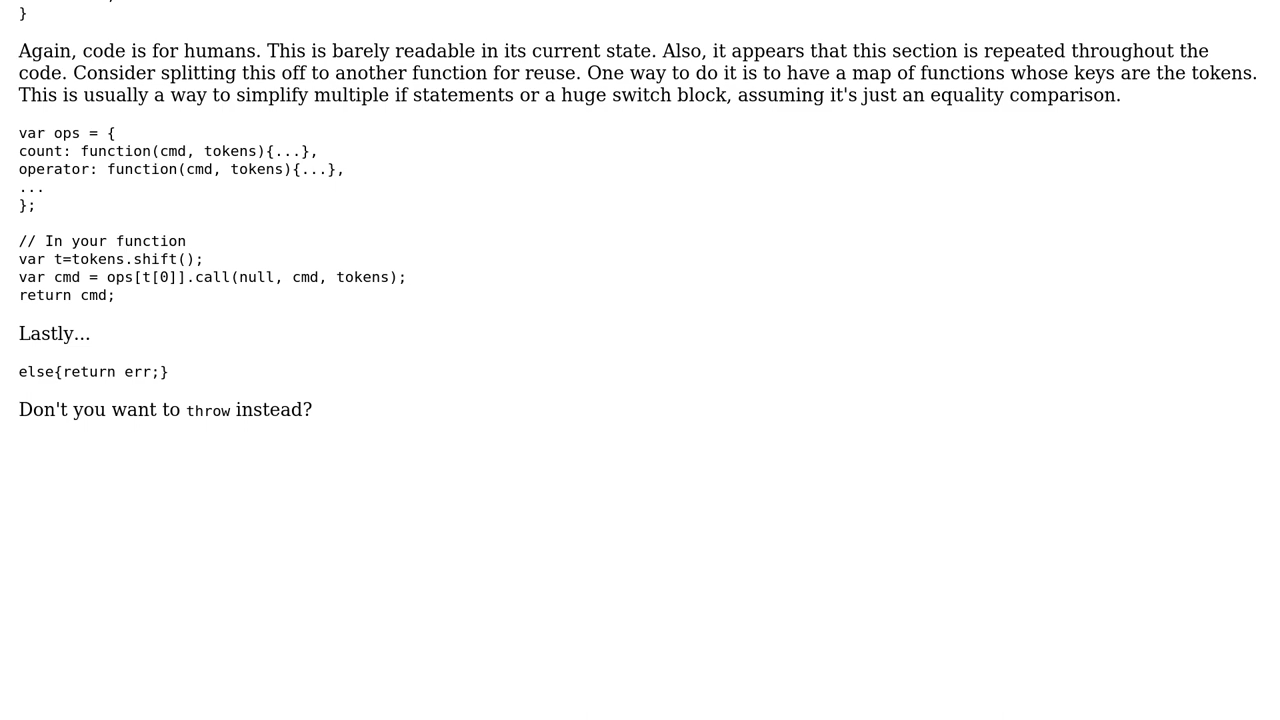 }
Again, code is for humans. This is barely readable in its current state. Also, it appears that this section is repeated throughout the
code. Consider splitting this off to another function for reuse. One way to do it is to have a map of functions whose keys are the tokens.
This is usually a way to simplify multiple if statements or a huge switch block, assuming it's just an equality comparison.
var ops = {
count: function(cmd, tokens){...},
operator: function(cmd, tokens){...},
...
};
// In your function
var t=tokens.shift();
var cmd = ops[t[0]].call(null, cmd, tokens);
return cmd;
Lastly...
else{return err;}
Don't you want to throw instead?